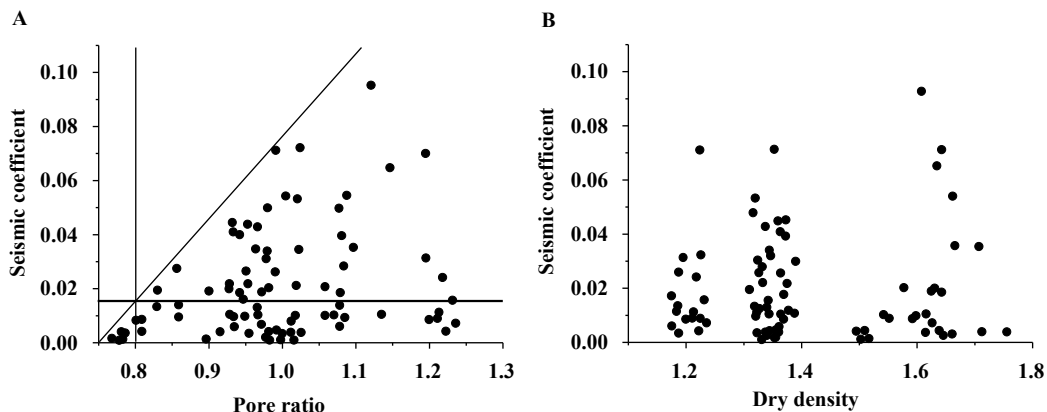 A
Seismic coefficient
0.10
0.08
0.06
0.04
0.02
0.00
0.8 0.9 1.0 1.1 1.2 1.3
Pore ratio
B
Seismic coefficient
0.10
0.08
0.06
0.04
0.02
0.00
1.2 1.4 1.6 1.8
Dry density